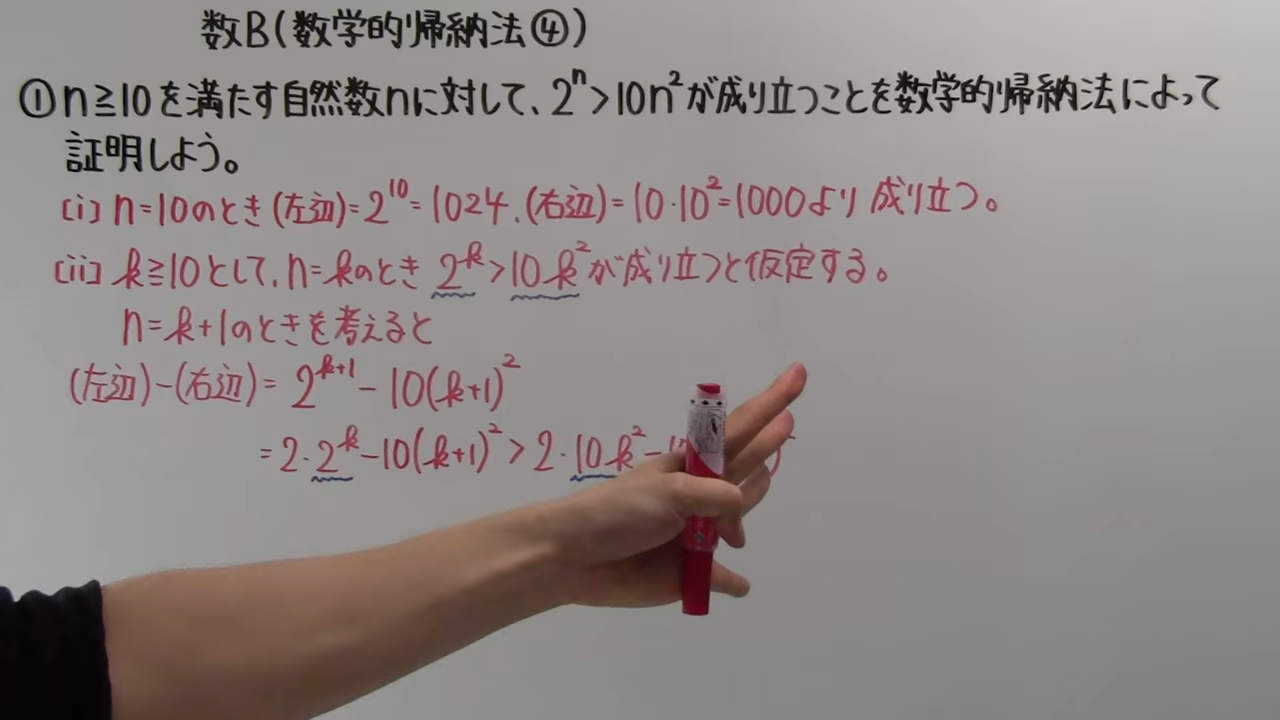 数B(数学的帰納法④)
①n≧10を満たす自然数nに対して、2ⁿ>10n²が成り立つことを数学的帰納法によって
証明しよう。
[i] n=10のとき(左辺)=2¹⁰=1024、(右辺)=10・10²=1000より成り立つ。
[ii] k≧10として、n=kのとき 2ᵏ>10k²が成り立つと仮定する。
n=k+1のときを考えると
(左辺)-(右辺)= 2ᵏ⁺¹-10(k+1)²
=2・2ᵏ-10(k+1)²>2・10k²-